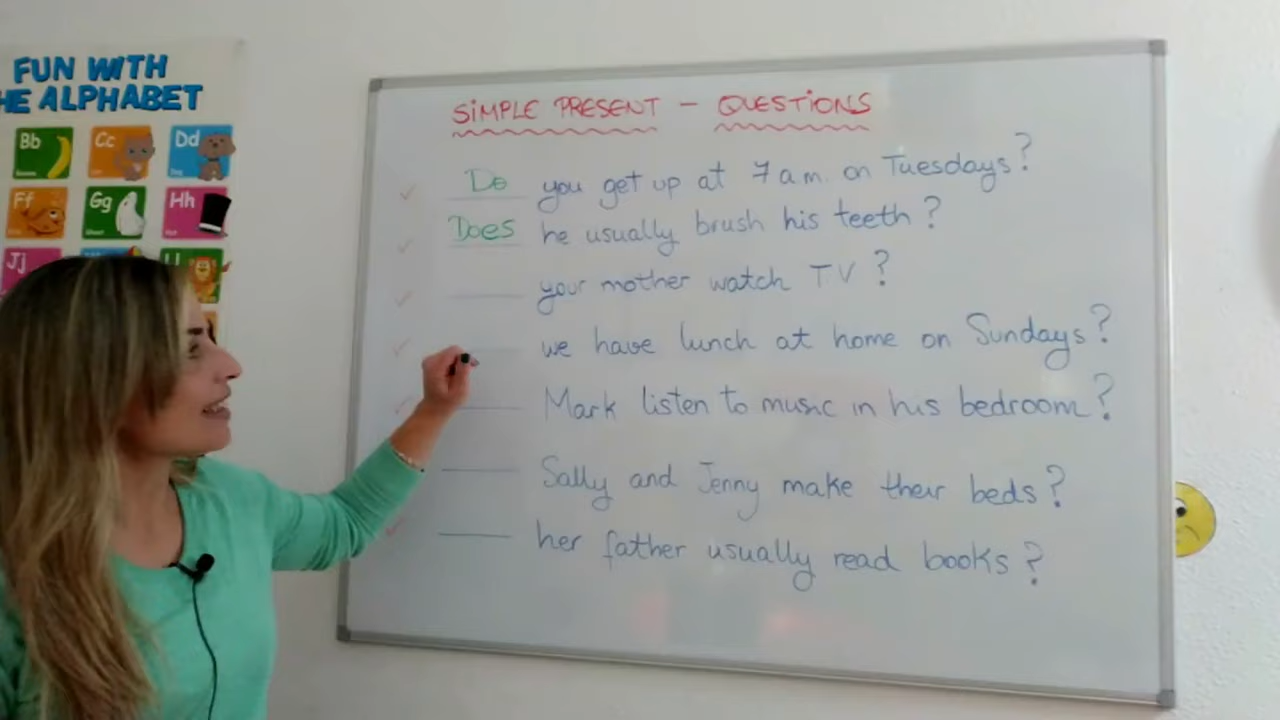 FUN WITH
HE ALPHABET
Bb Cc Dd
Ff Gg Hh
Jj
SIMPLE PRESENT - QUESTIONS
Do you get up at 7 a.m. on Tuesdays?
Does he usually brush his teeth?
your mother watch TV?
we have lunch at home on Sundays?
Mark listen to music in his bedroom?
Sally and Jenny make their beds?
her father usually read books?